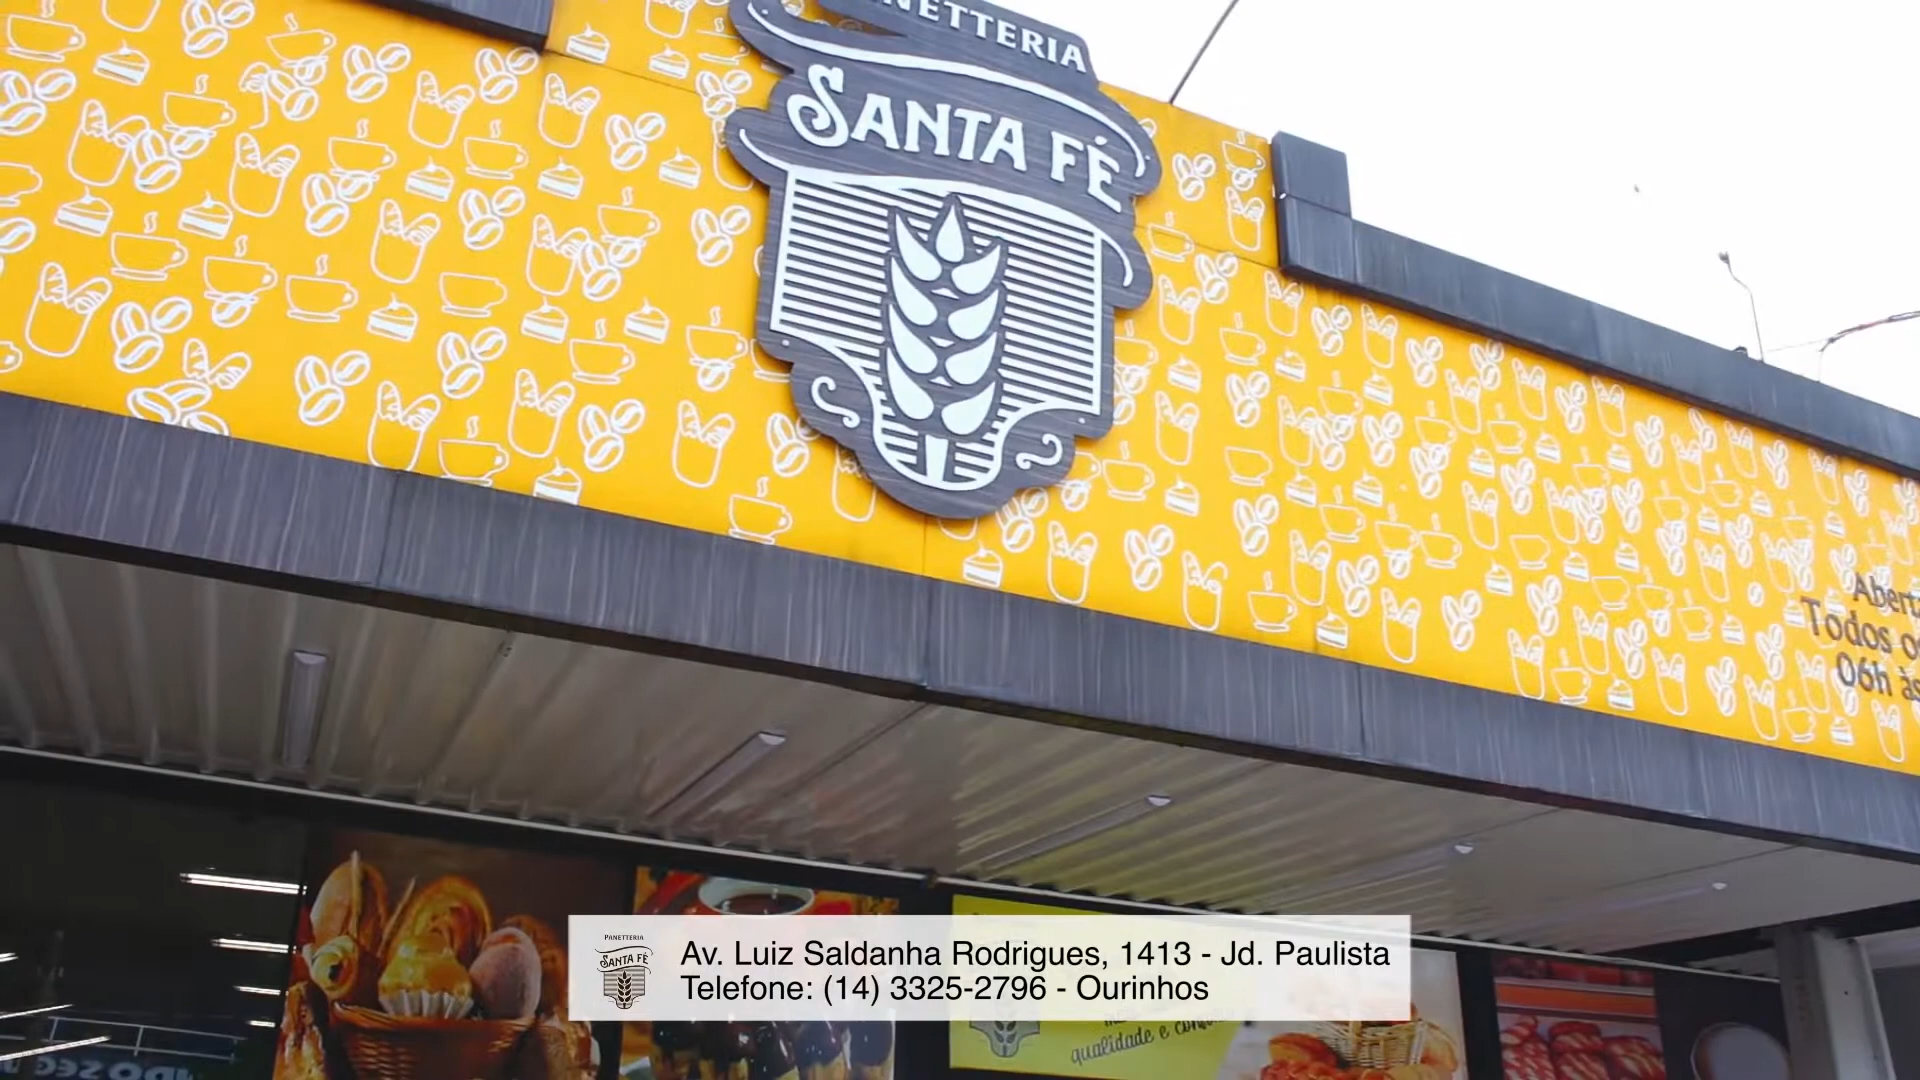 PANETTERIA
SANTA FÉ
Todos
06h às
PANETTERIA
SANTA FÉ
Av. Luiz Saldanha Rodrigues, 1413 - Jd. Paulista
Telefone: (14) 3325-2796 - Ourinhos
qualidade e